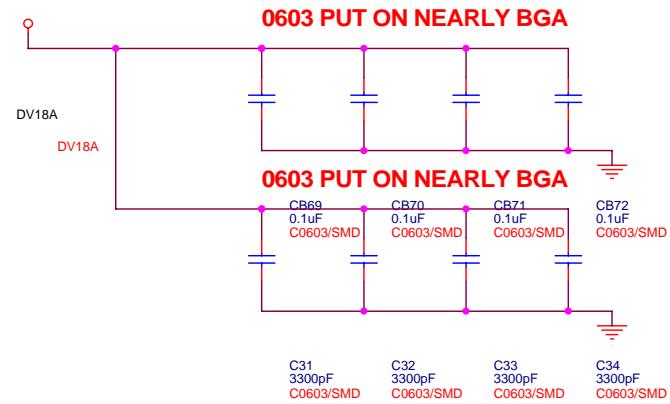 0603 PUT ON NEARLY BGA
DV18A
DV18A
0603 PUT ON NEARLY BGA
CB69 CB70 CB71 CB72
0.1uF 0.1uF 0.1uF 0.1uF
C0603/SMD C0603/SMD C0603/SMD C0603/SMD
C31 C32 C33 C34
3300pF 3300pF 3300pF 3300pF
C0603/SMD C0603/SMD C0603/SMD C0603/SMD